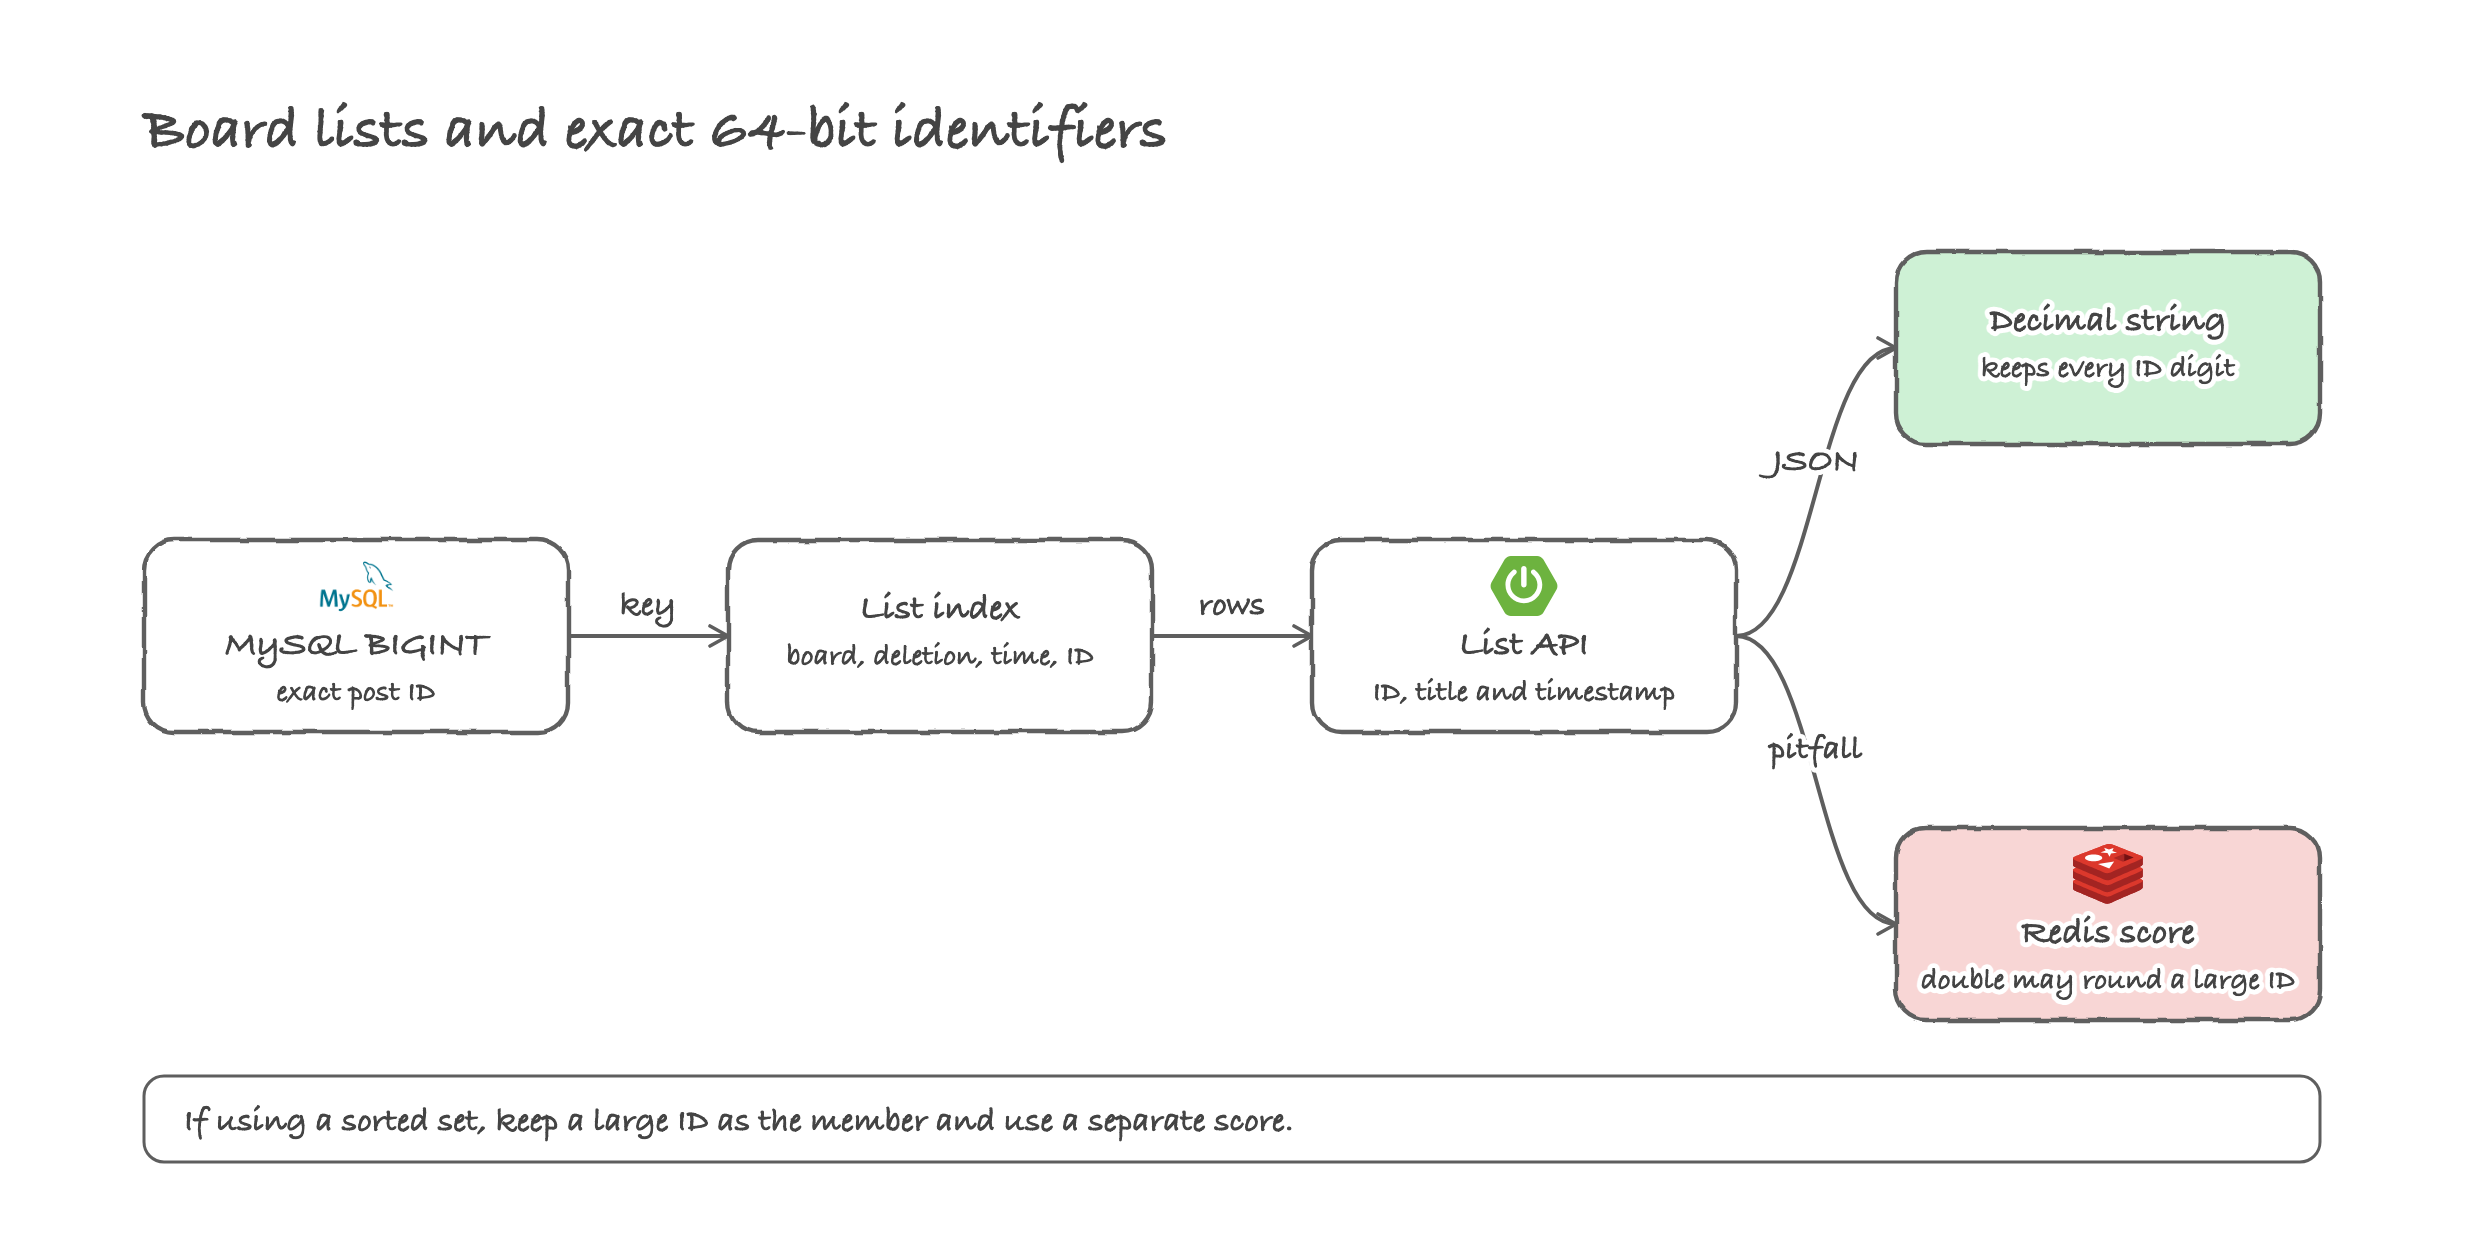 Board lists and exact 64-bit identifiers
Decimal string
keeps every ID digit
JSON
MySQL
MySQL BIGINT
exact post ID
key
List index
board, deletion, time, ID
rows
List API
ID, title and timestamp
pitfall
Redis score
double may round a large ID
If using a sorted set, keep a large ID as the member and use a separate score.